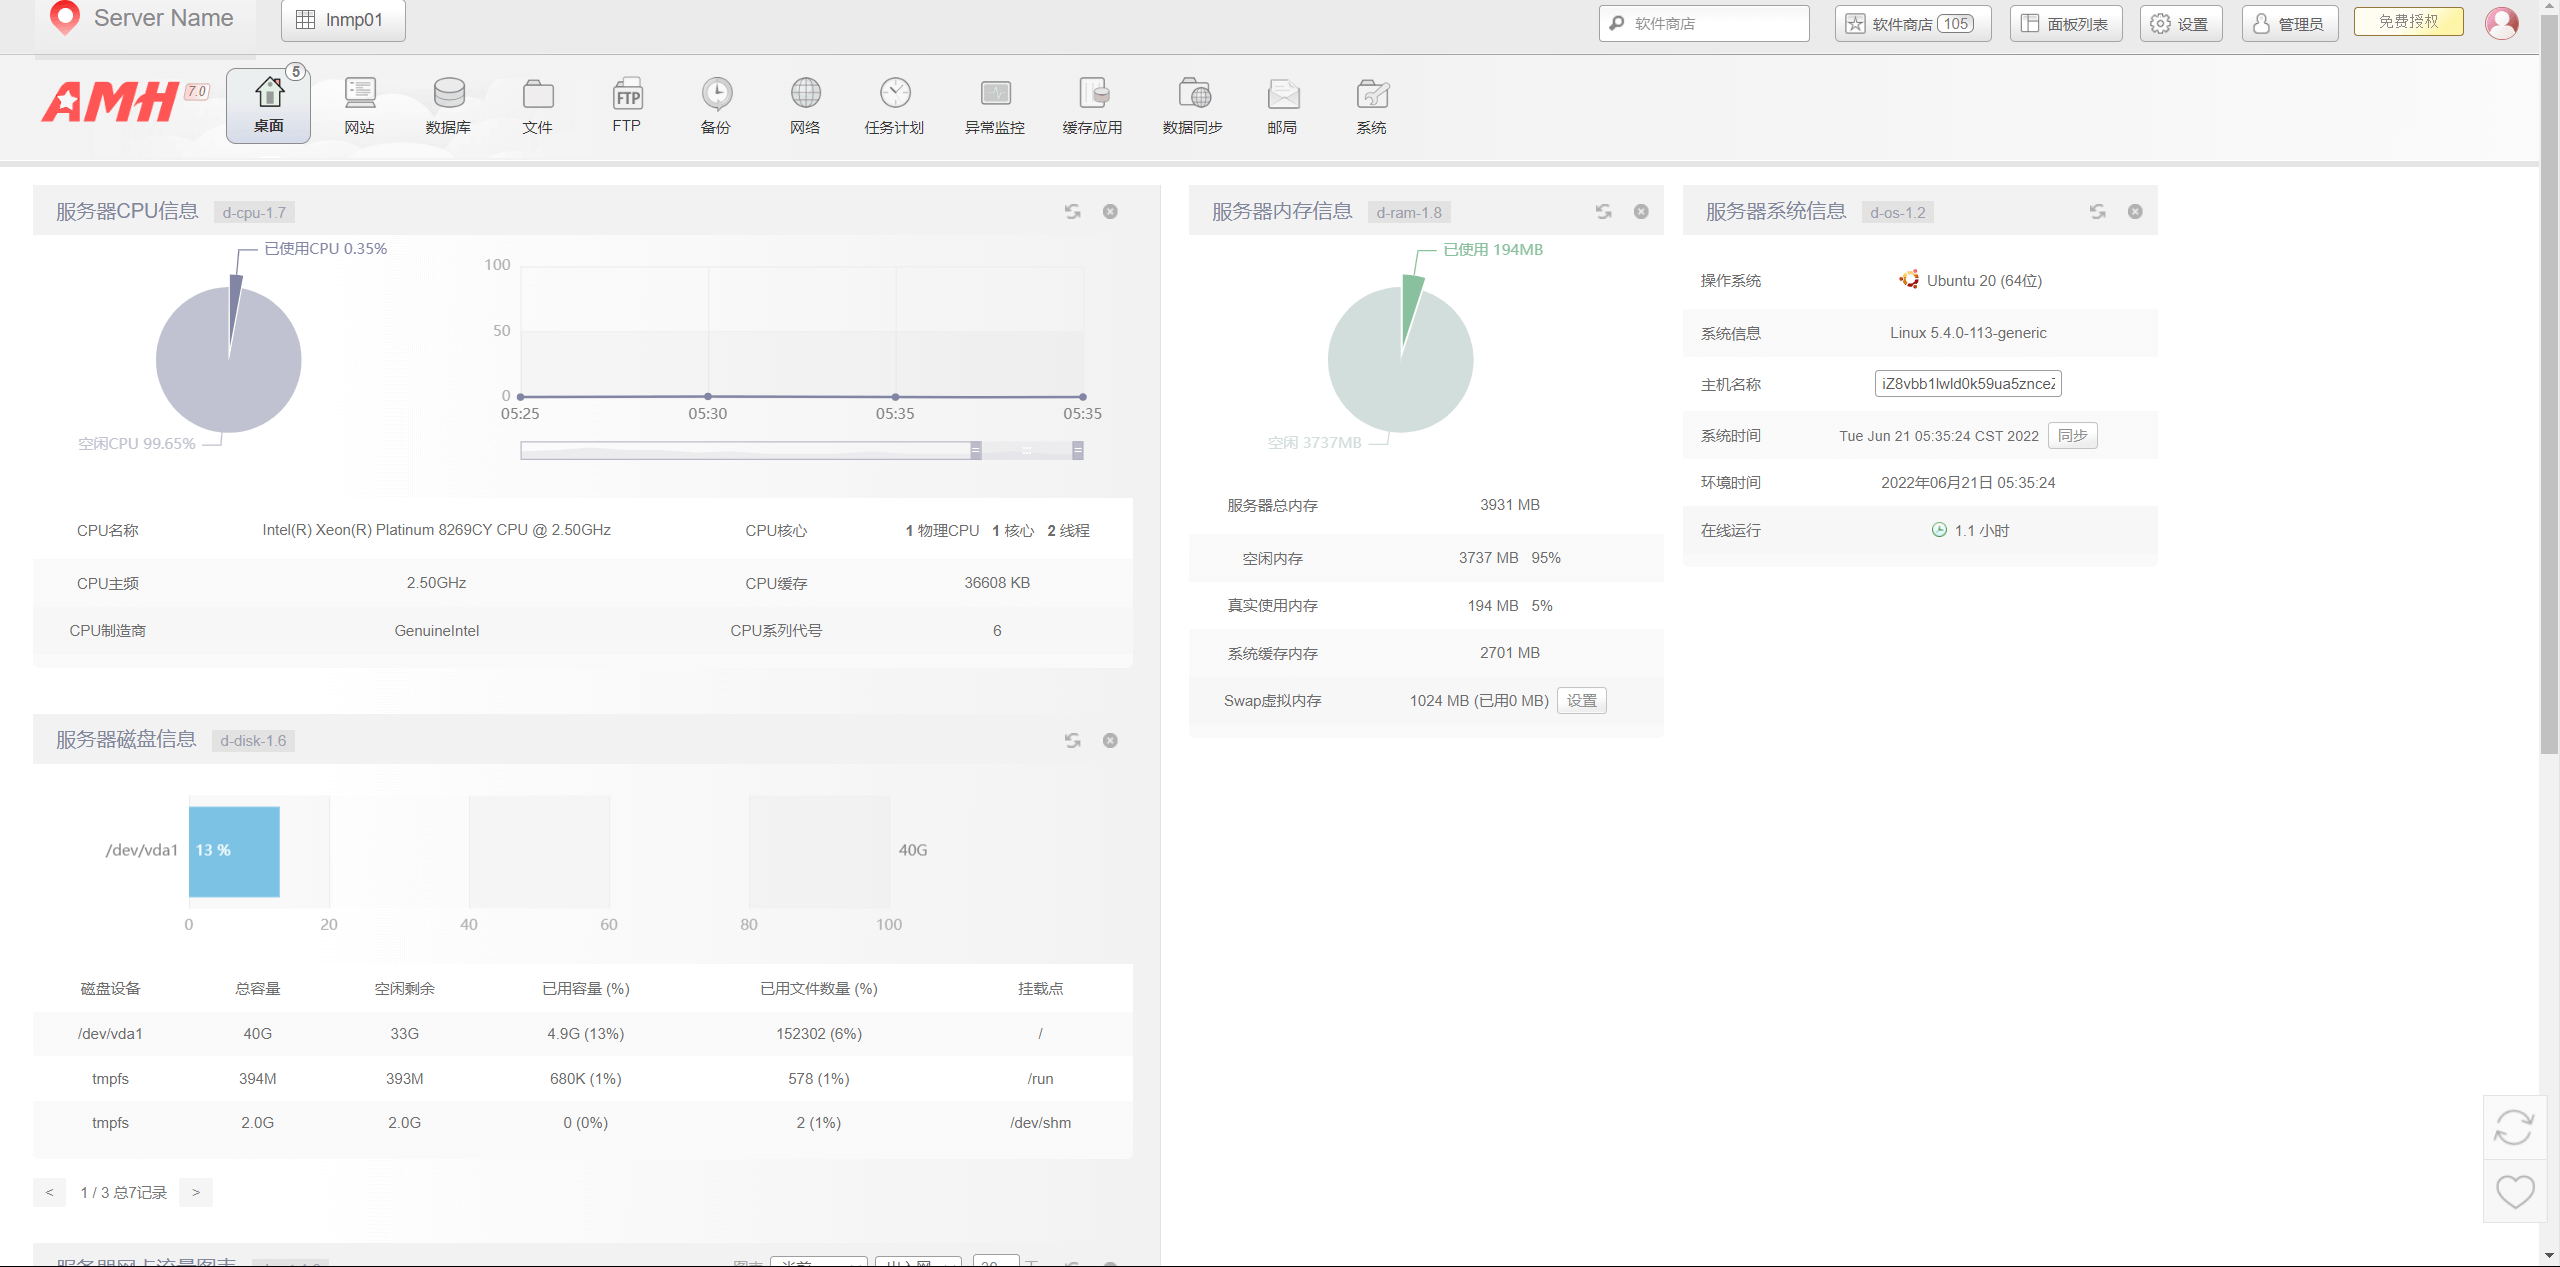 Server Name
lnmp01
软件商店
软件商店 105
面板列表
设置
管理员
免费授权
AMH 7.0
5
桌面
网站
数据库
文件
FTP
FTP
备份
网络
任务计划
异常监控
缓存应用
数据同步
邮局
系统
服务器CPU信息 d-cpu-1.7
已使用CPU 0.35%
空闲CPU 99.65%
100
50
0
05:25 05:30 05:35 05:35
CPU名称 Intel(R) Xeon(R) Platinum 8269CY CPU @ 2.50GHz CPU核心 1 物理CPU 1 核心 2 线程
CPU主频 2.50GHz CPU缓存 36608 KB
CPU制造商 GenuineIntel CPU系列代号 6
服务器磁盘信息 d-disk-1.6
/dev/vda1 13 % 40G
0 20 40 60 80 100
磁盘设备 总容量 空闲剩余 已用容量 (%) 已用文件数量 (%) 挂载点
/dev/vda1 40G 33G 4.9G (13%) 152302 (6%) /
tmpfs 394M 393M 680K (1%) 578 (1%) /run
tmpfs 2.0G 2.0G 0 (0%) 2 (1%) /dev/shm
< 1 / 3 总7记录 >
服务器网卡流量图表
服务器内存信息 d-ram-1.8
已使用 194MB
空闲 3737MB
服务器总内存 3931 MB
空闲内存 3737 MB 95%
真实使用内存 194 MB 5%
系统缓存内存 2701 MB
Swap虚拟内存 1024 MB (已用0 MB) 设置
服务器系统信息 d-os-1.2
操作系统 Ubuntu 20 (64位)
系统信息 Linux 5.4.0-113-generic
主机名称 iZ8vbb1lwld0k59ua5znceZ
系统时间 Tue Jun 21 05:35:24 CST 2022 同步
环境时间 2022年06月21日 05:35:24
在线运行 1.1 小时